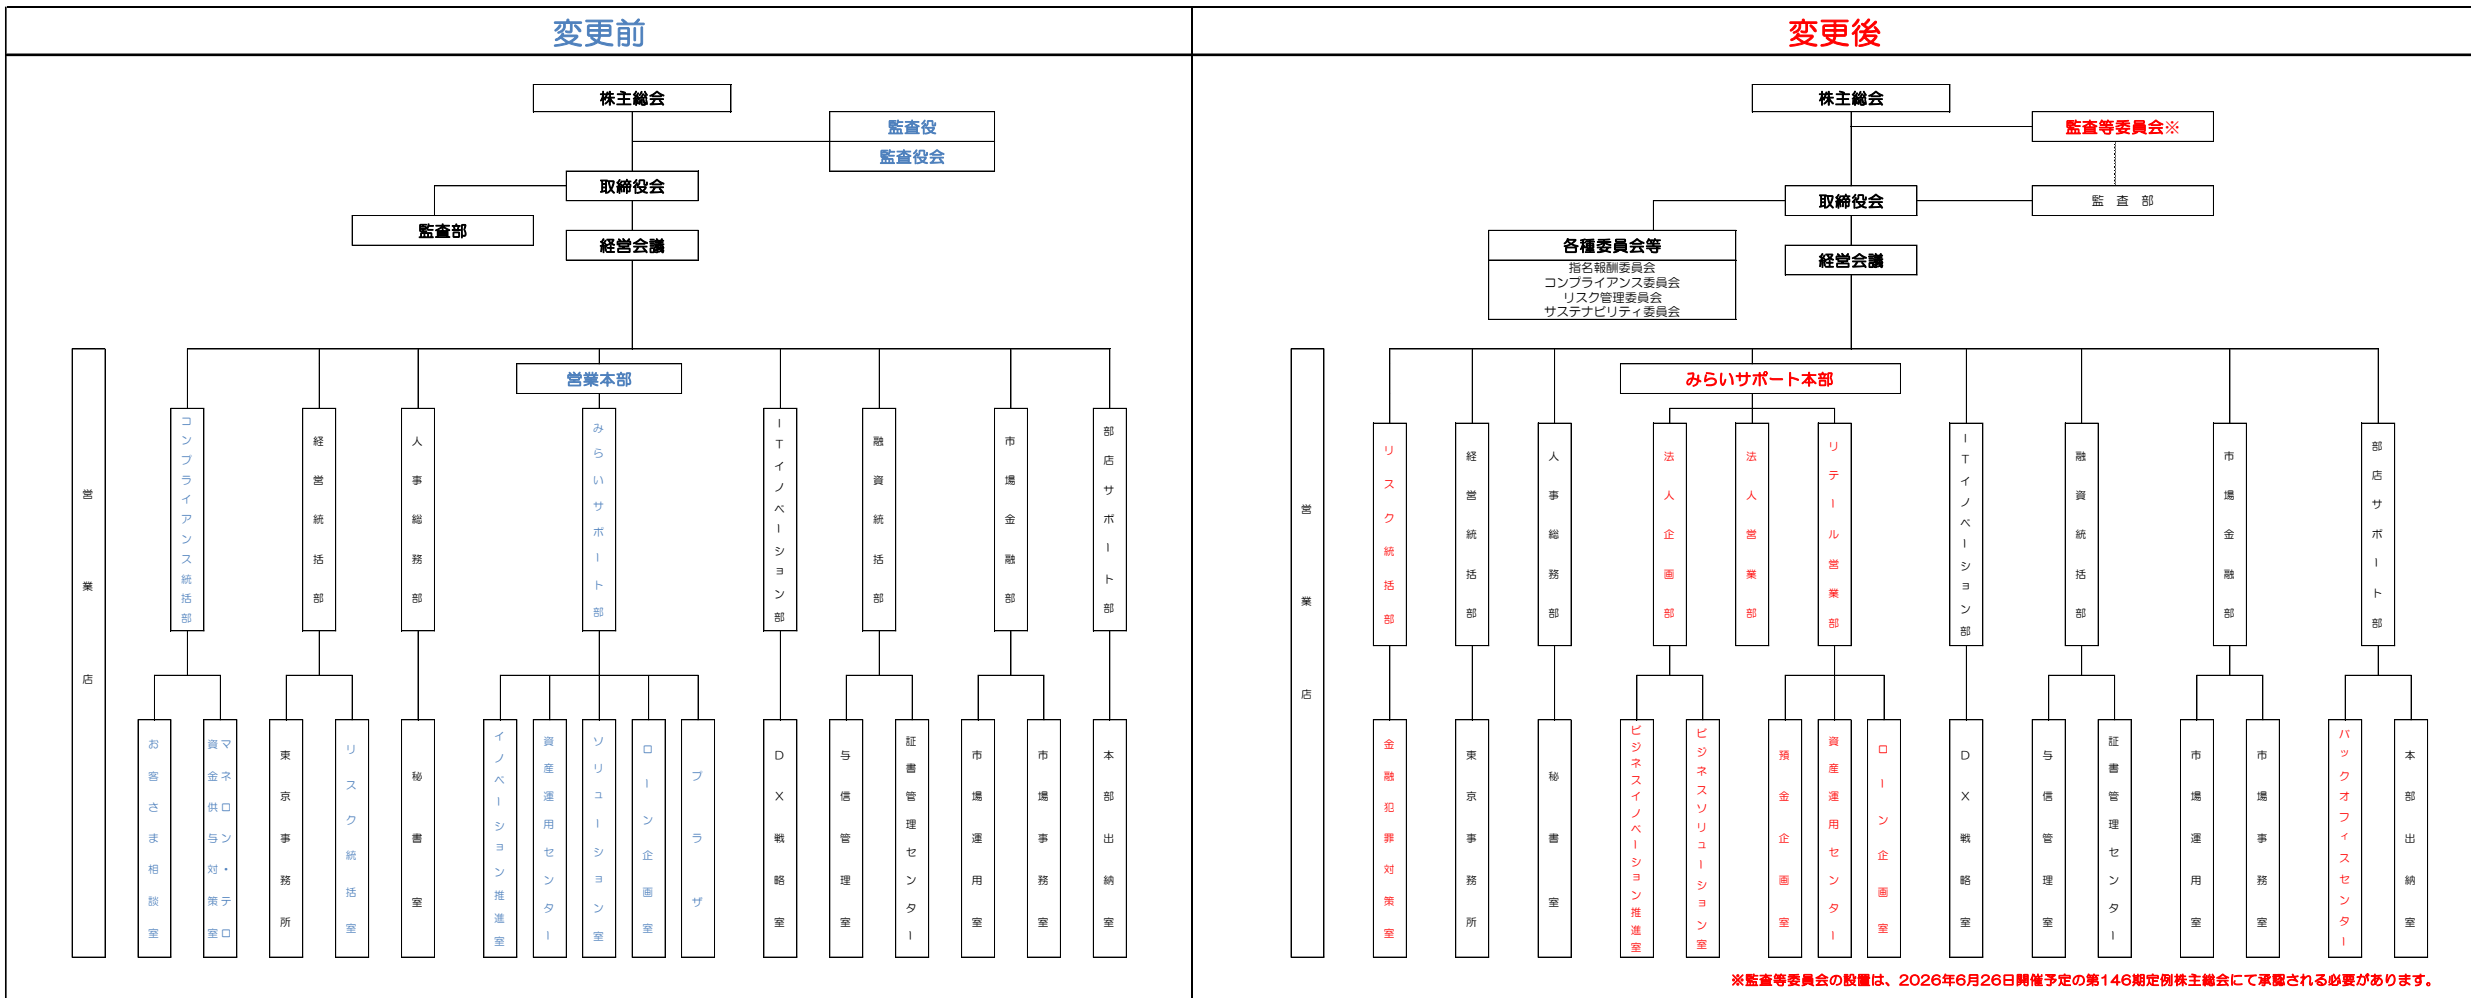 変更前
株主総会
監査役
監査役会
取締役会
監査部
経営会議
営業本部
営業店
コンプライアンス統括部
経営統括部
人事総務部
みらいサポート部
ITイノベーション部
融資統括部
市場金融部
部店サポート部
お客さま相談室
マネロン・テロ
資金供与対策室
東京事務所
リスク統括室
秘書室
イノベーション推進室
資産運用センター
ソリューション室
ローン企画室
プラザ
DX戦略室
与信管理室
証書管理センター
市場運用室
市場事務室
本部出納室
変更後
株主総会
監査等委員会※
取締役会
監査部
各種委員会等
指名報酬委員会
コンプライアンス委員会
リスク管理委員会
サステナビリティ委員会
経営会議
みらいサポート本部
営業店
リスク統括部
経営統括部
人事総務部
法人企画部
法人営業部
リテール営業部
ITイノベーション部
融資統括部
市場金融部
部店サポート部
金融犯罪対策室
東京事務所
秘書室
ビジネスイノベーション推進室
ビジネスソリューション室
預金企画室
資産運用センター
ローン企画室
DX戦略室
与信管理室
証書管理センター
市場運用室
市場事務室
バックオフィスセンター
本部出納室
※監査等委員会の設置は、2026年6月26日開催予定の第146期定例株主総会にて承認される必要があります。